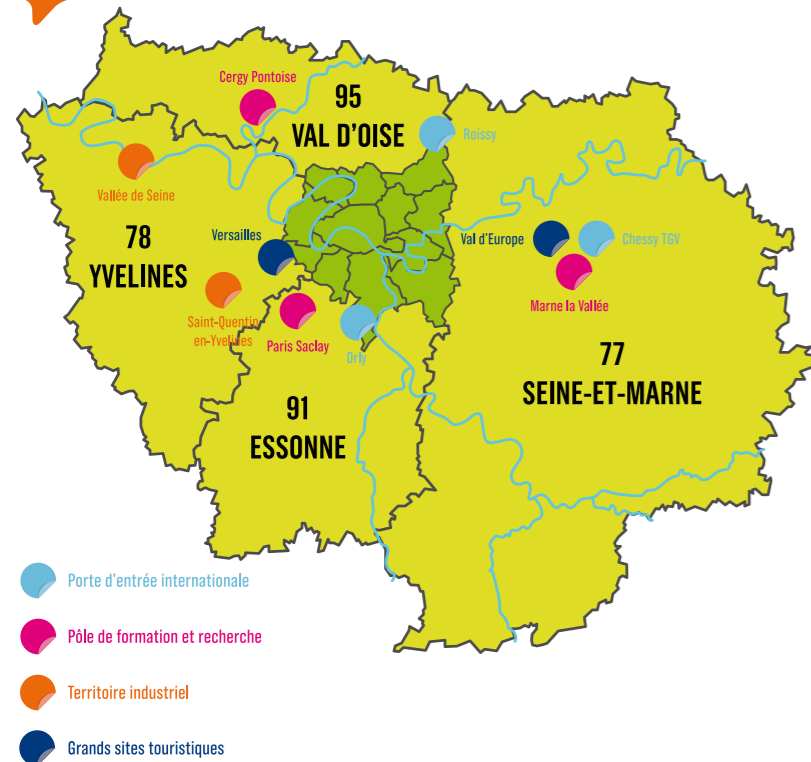 Cergy Pontoise
95
VAL D'OISE
Roissy
Vallée de Seine
78
YVELINES
Versailles
Val d'Europe
Chessy TGV
Marne la Vallée
Saint-Quentin
en-Yvelines
Paris Saclay
Orly
77
SEINE-ET-MARNE
91
ESSONNE
Porte d'entrée internationale
Pôle de formation et recherche
Territoire industriel
Grands sites touristiques